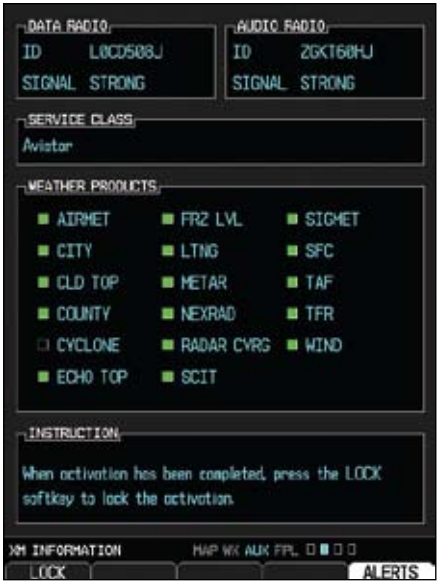 DATA RADIO
ID L0CD508J
SIGNAL STRONG
AUDIO RADIO
ID ZGKT60HJ
SIGNAL STRONG
SERVICE CLASS
Aviator
WEATHER PRODUCTS
AIRMET FRZ LVL SIGMET
CITY LTNG SFC
CLD TOP METAR TAF
COUNTY NEXRAD TFR
CYCLONE RADAR CVRG WIND
ECHO TOP SCIT
INSTRUCTION
When activation has been completed, press the LOCK
softkey to lock the activation.
XM INFORMATION MAP WX AUX FPL
LOCK ALERTS